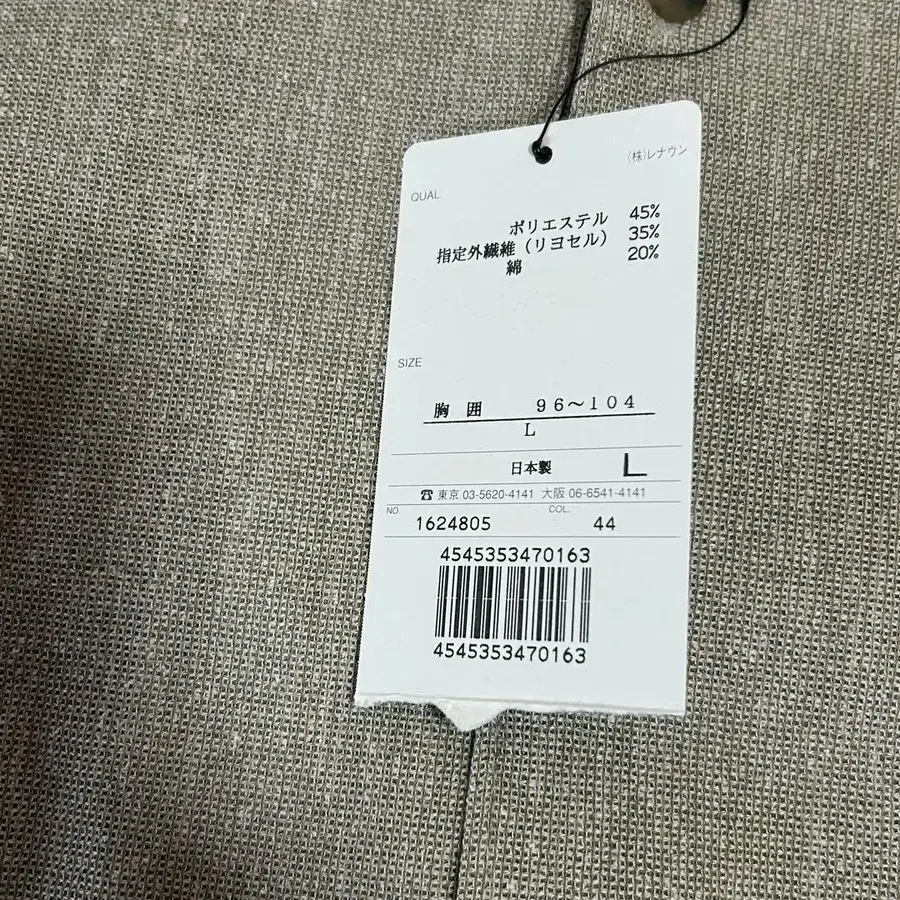 (株)レナウン
QUAL
ポリエステル 45%
指定外繊維(リヨセル) 35%
綿 20%
SIZE
胸 囲 96～104
L
日本製 L
☎ 東京 03-5620-4141 大阪 06-6541-4141
NO. 1624805 COL. 44
4545353470163
4545353470163